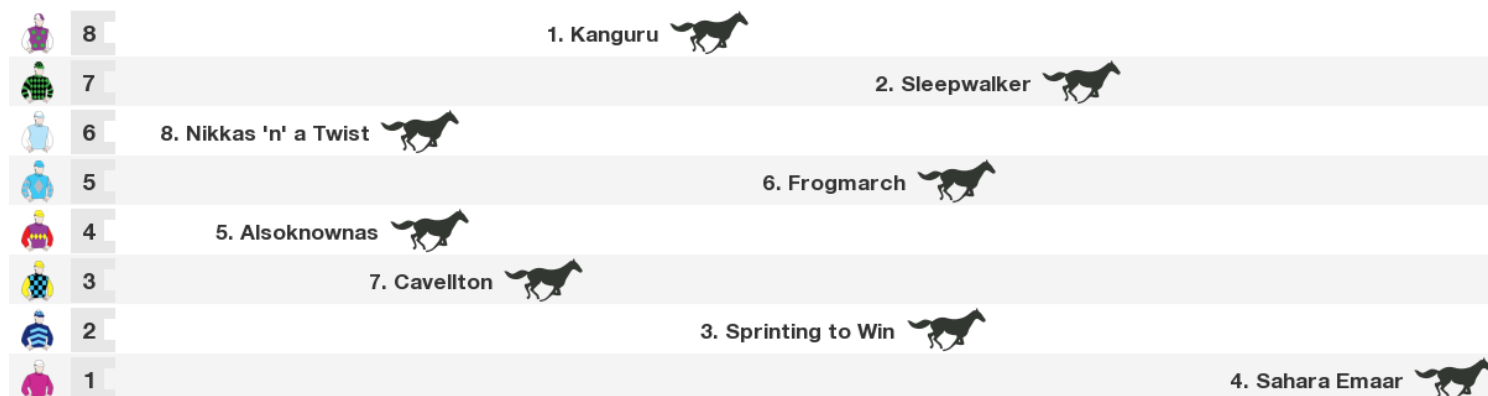 8 1. Kanguru
7 2. Sleepwalker
6 8. Nikkas 'n' a Twist
5 6. Frogmarch
4 5. Alsoknownas
3 7. Cavellton
2 3. Sprinting to Win
1 4. Sahara Emaar